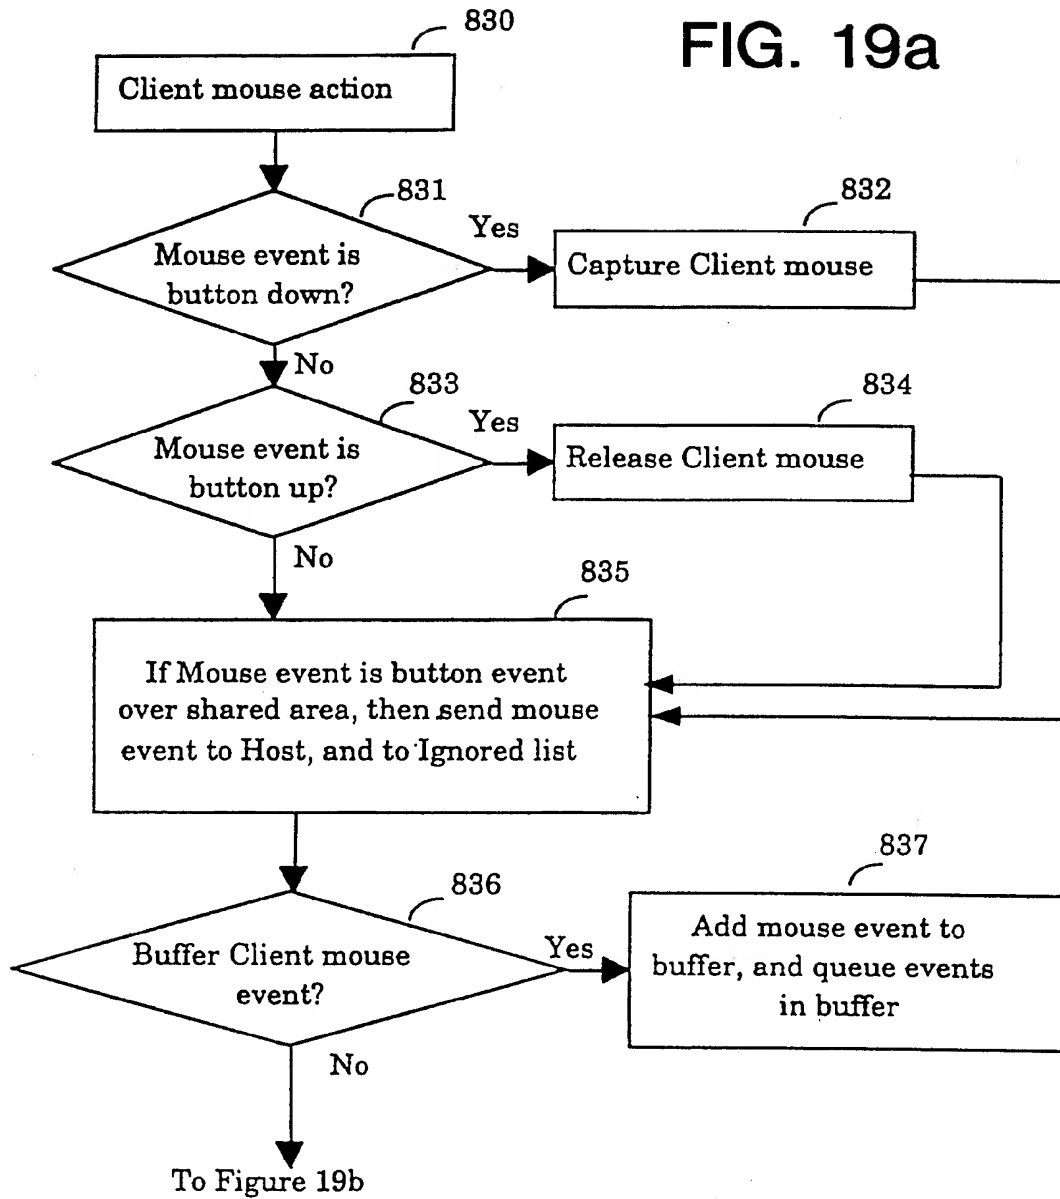 FIG. 19a
830
Client mouse action
831
Mouse event is
button down?
Yes
832
Capture Client mouse
No
833
Mouse event is
button up?
Yes
834
Release Client mouse
No
835
If Mouse event is button event
over shared area, then send mouse
event to Host, and to Ignored list
836
Buffer Client mouse
event?
Yes
837
Add mouse event to
buffer, and queue events
in buffer
No
To Figure 19b